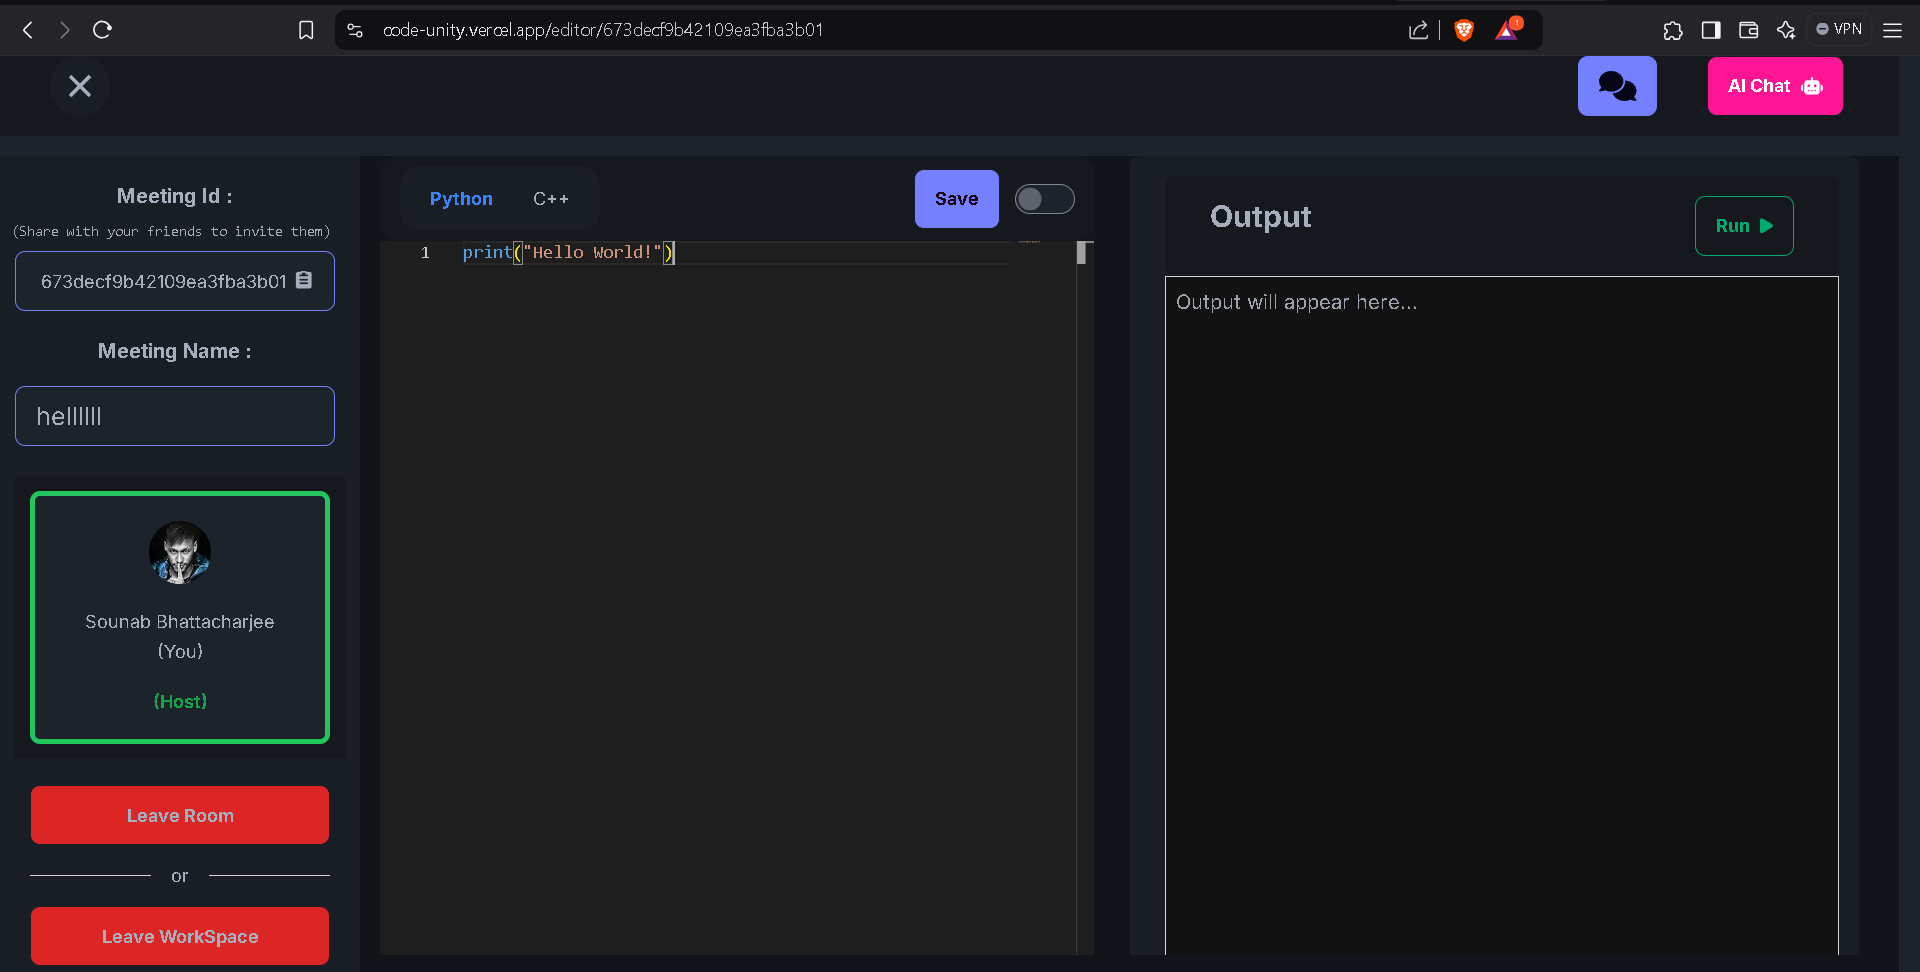 code-unity.vercel.app/editor/673decf9b42109ea3fba3b01
1
VPN
AI Chat
Meeting Id :
(Share with your friends to invite them)
673decf9b42109ea3fba3b01
Meeting Name :
hellllll
Sounab Bhattacharjee
(You)
(Host)
Leave Room
or
Leave WorkSpace
Python C++
Save
1 print("Hello World!")
Output
Run
Output will appear here...